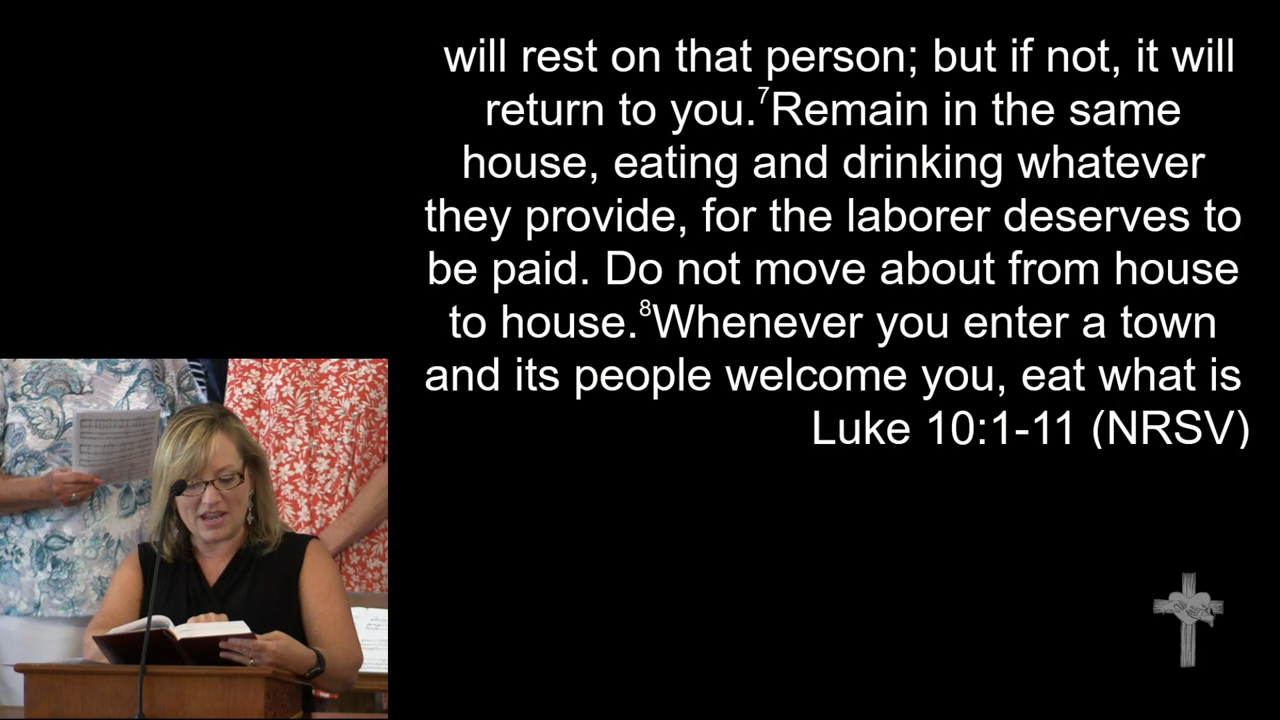 will rest on that person; but if not, it will
return to you.⁷Remain in the same
house, eating and drinking whatever
they provide, for the laborer deserves to
be paid. Do not move about from house
to house.⁸Whenever you enter a town
and its people welcome you, eat what is
Luke 10:1-11 (NRSV)